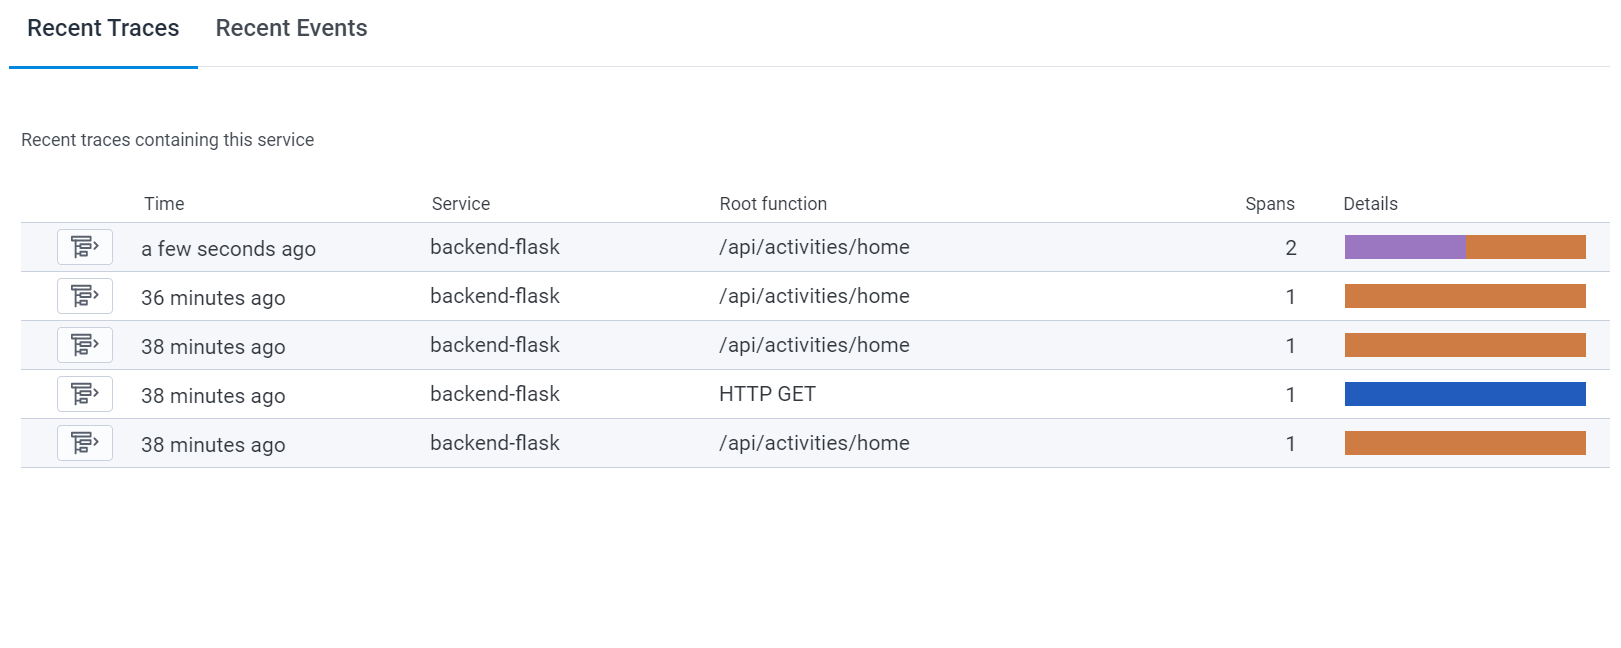 Recent Traces Recent Events
Recent traces containing this service
Time Service Root function Spans Details
a few seconds ago backend-flask /api/activities/home 2
36 minutes ago backend-flask /api/activities/home 1
38 minutes ago backend-flask /api/activities/home 1
38 minutes ago backend-flask HTTP GET 1
38 minutes ago backend-flask /api/activities/home 1